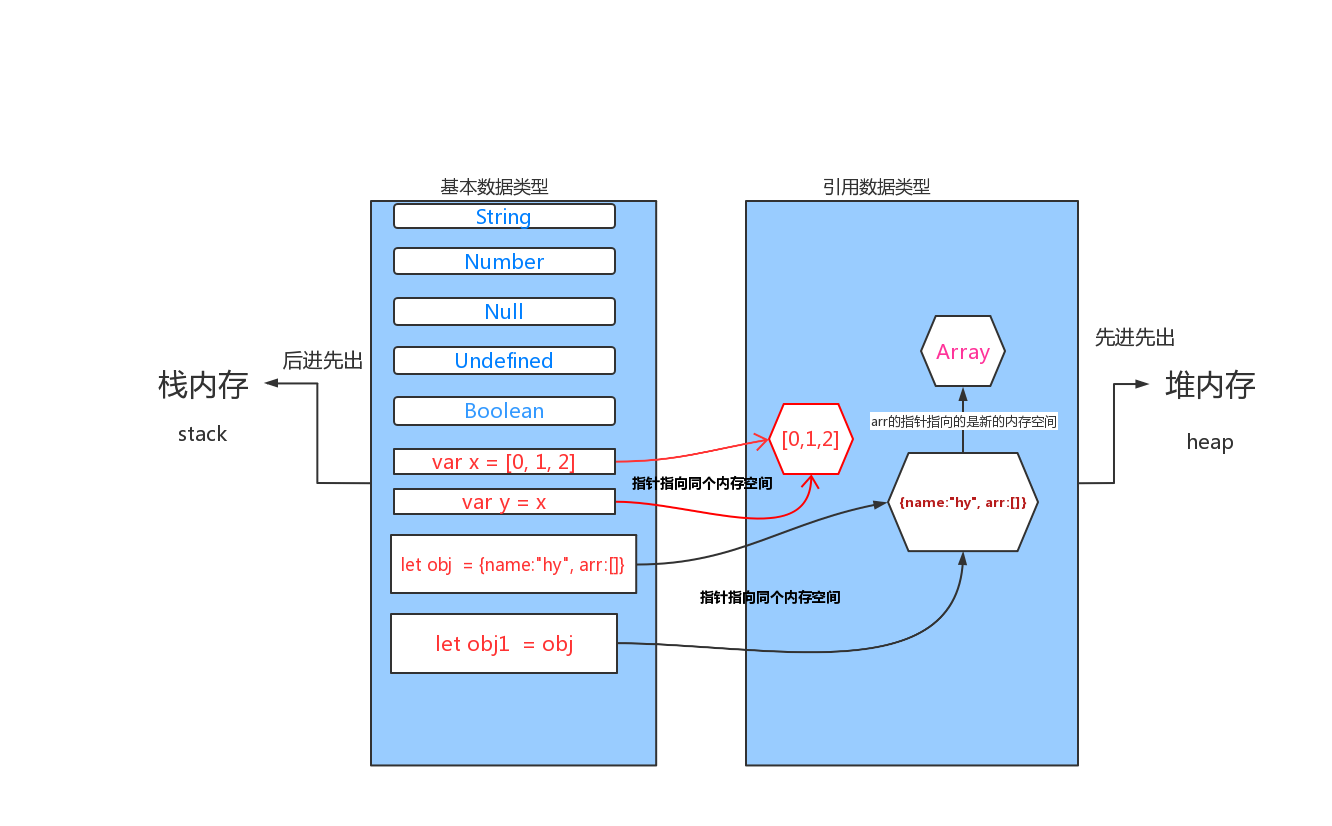 基本数据类型
引用数据类型
String
Number
Null
Undefined
Boolean
var x = [0, 1, 2]
var y = x
let obj  = {name:"hy", arr:[]}
let obj1  = obj
后进先出
栈内存
stack
指针指向同个内存空间
指针指向同个内存空间
[0,1,2]
Array
arr的指针指向的是新的内存空间
{name:"hy", arr:[]}
先进先出
堆内存
heap